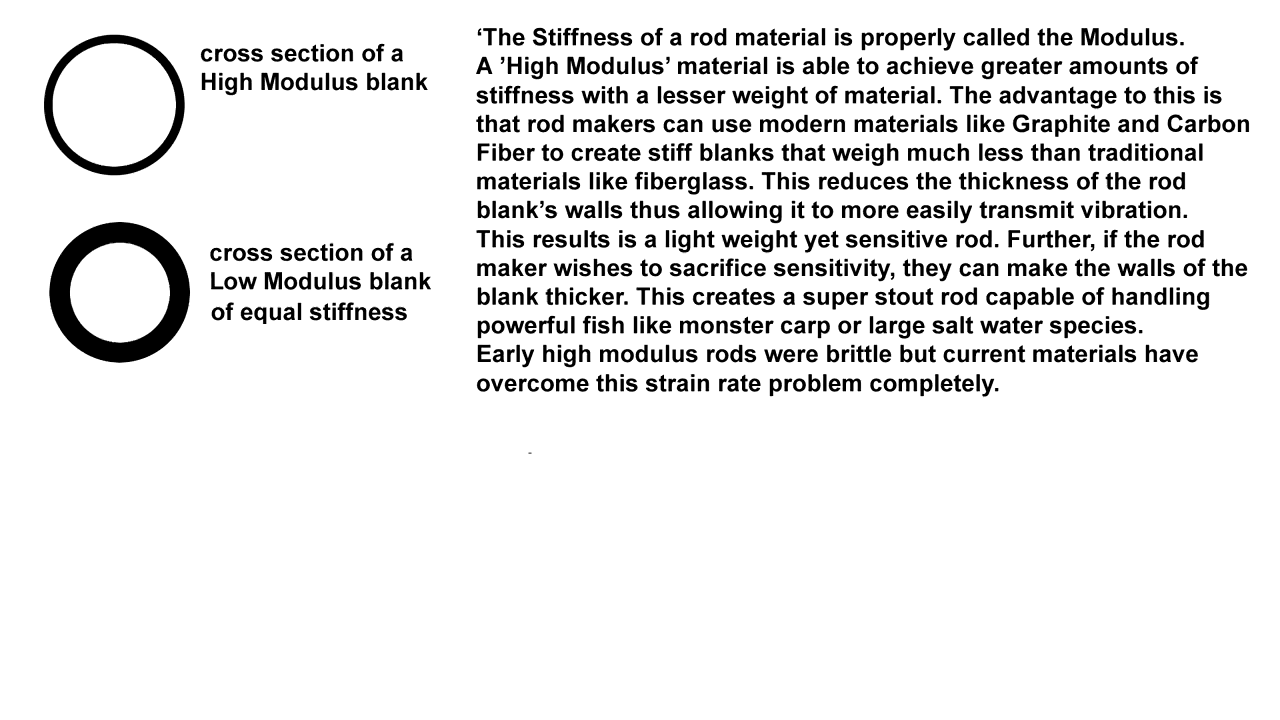 cross section of a
High Modulus blank
cross section of a
Low Modulus blank
of equal stiffness
‘The Stiffness of a rod material is properly called the Modulus.
A ’High Modulus’ material is able to achieve greater amounts of
stiffness with a lesser weight of material. The advantage to this is
that rod makers can use modern materials like Graphite and Carbon
Fiber to create stiff blanks that weigh much less than traditional
materials like fiberglass. This reduces the thickness of the rod
blank’s walls thus allowing it to more easily transmit vibration.
This results is a light weight yet sensitive rod. Further, if the rod
maker wishes to sacrifice sensitivity, they can make the walls of the
blank thicker. This creates a super stout rod capable of handling
powerful fish like monster carp or large salt water species.
Early high modulus rods were brittle but current materials have
overcome this strain rate problem completely.